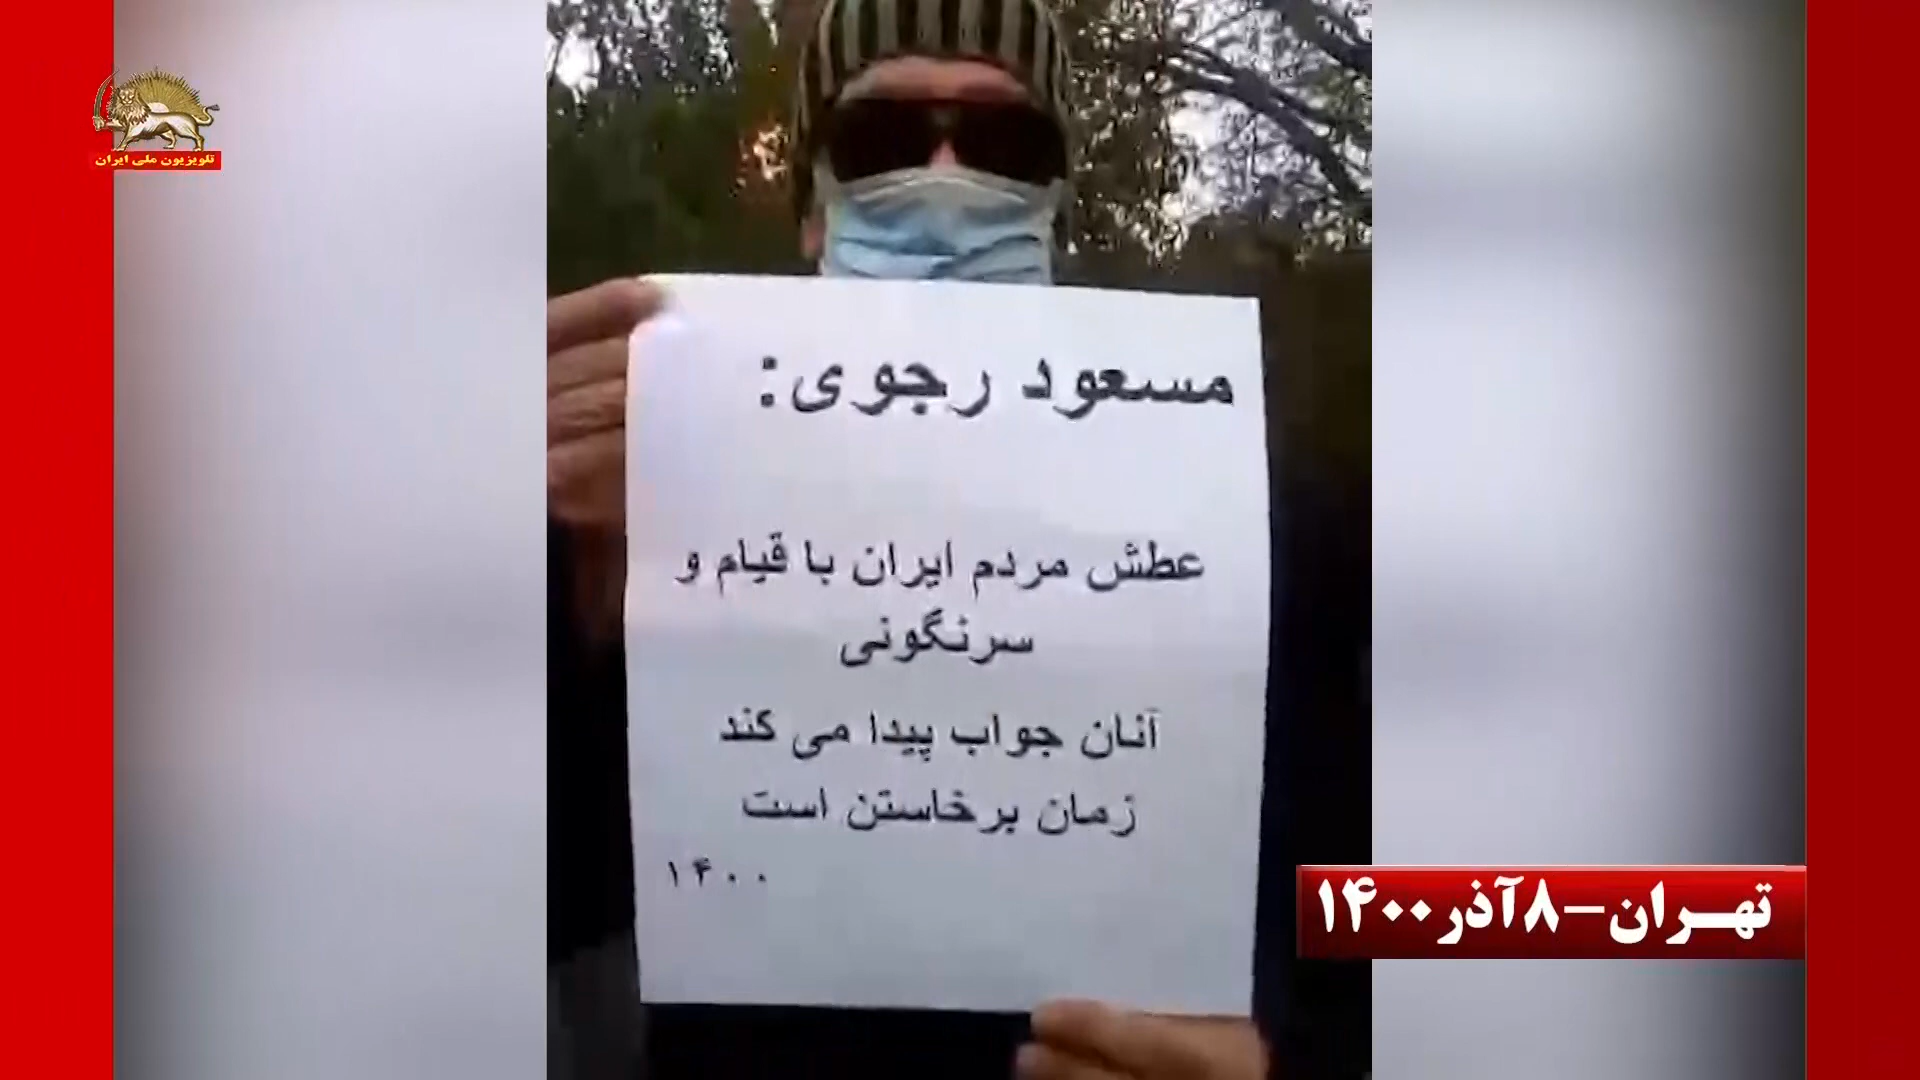 تلویزیون ملی ایران
مسعود رجوی:
عطش مردم ایران با قیام و
سرنگونی
آنان جواب پیدا می کند
زمان برخاستن است
۱۴۰۰
تهران-۸آذر۱۴۰۰